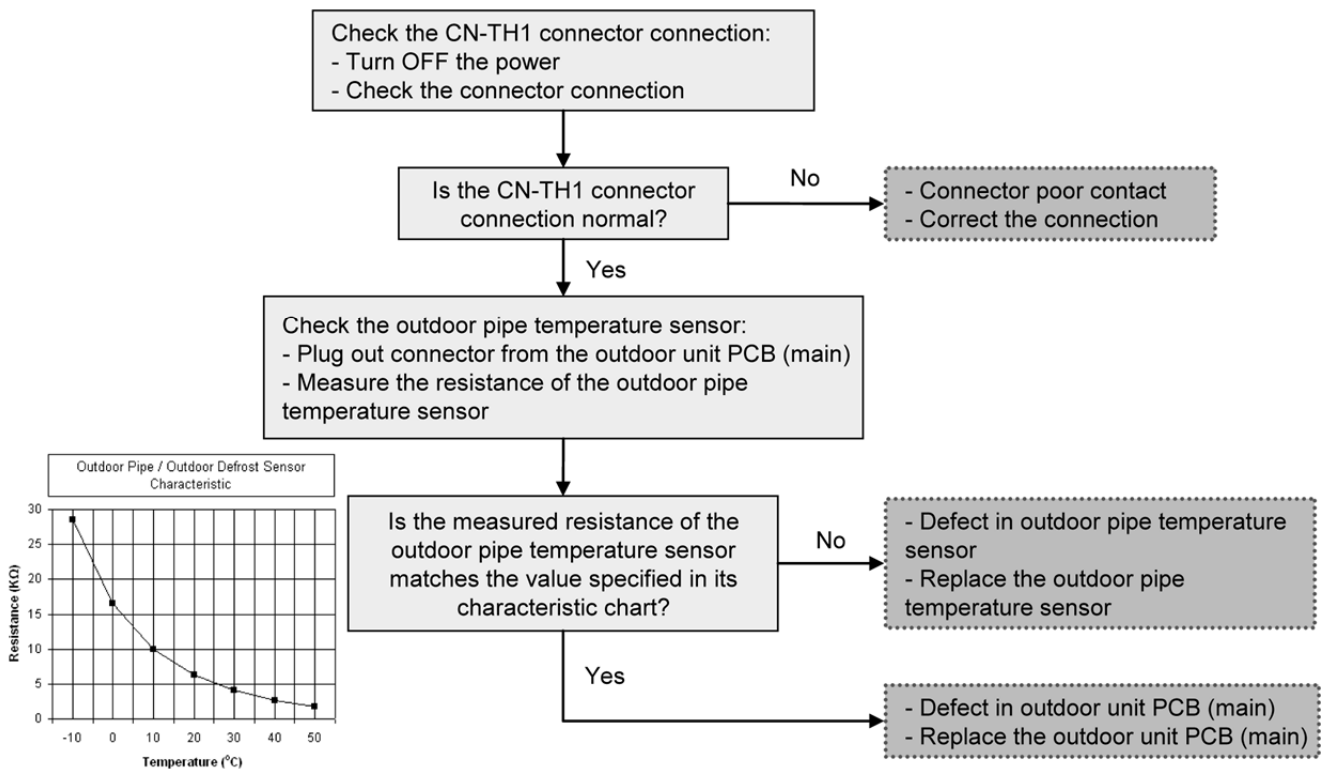 Check the CN-TH1 connector connection:
- Turn OFF the power
- Check the connector connection
Is the CN-TH1 connector
connection normal?
No
- Connector poor contact
- Correct the connection
Yes
Check the outdoor pipe temperature sensor:
- Plug out connector from the outdoor unit PCB (main)
- Measure the resistance of the outdoor pipe
temperature sensor
Outdoor Pipe / Outdoor Defrost Sensor
Characteristic
Resistance (KΩ)
30
25
20
15
10
5
0
-10 0 10 20 30 40 50
Temperature (°C)
Is the measured resistance of the
outdoor pipe temperature sensor
matches the value specified in its
characteristic chart?
No
- Defect in outdoor pipe temperature
sensor
- Replace the outdoor pipe
temperature sensor
Yes
- Defect in outdoor unit PCB (main)
- Replace the outdoor unit PCB (main)